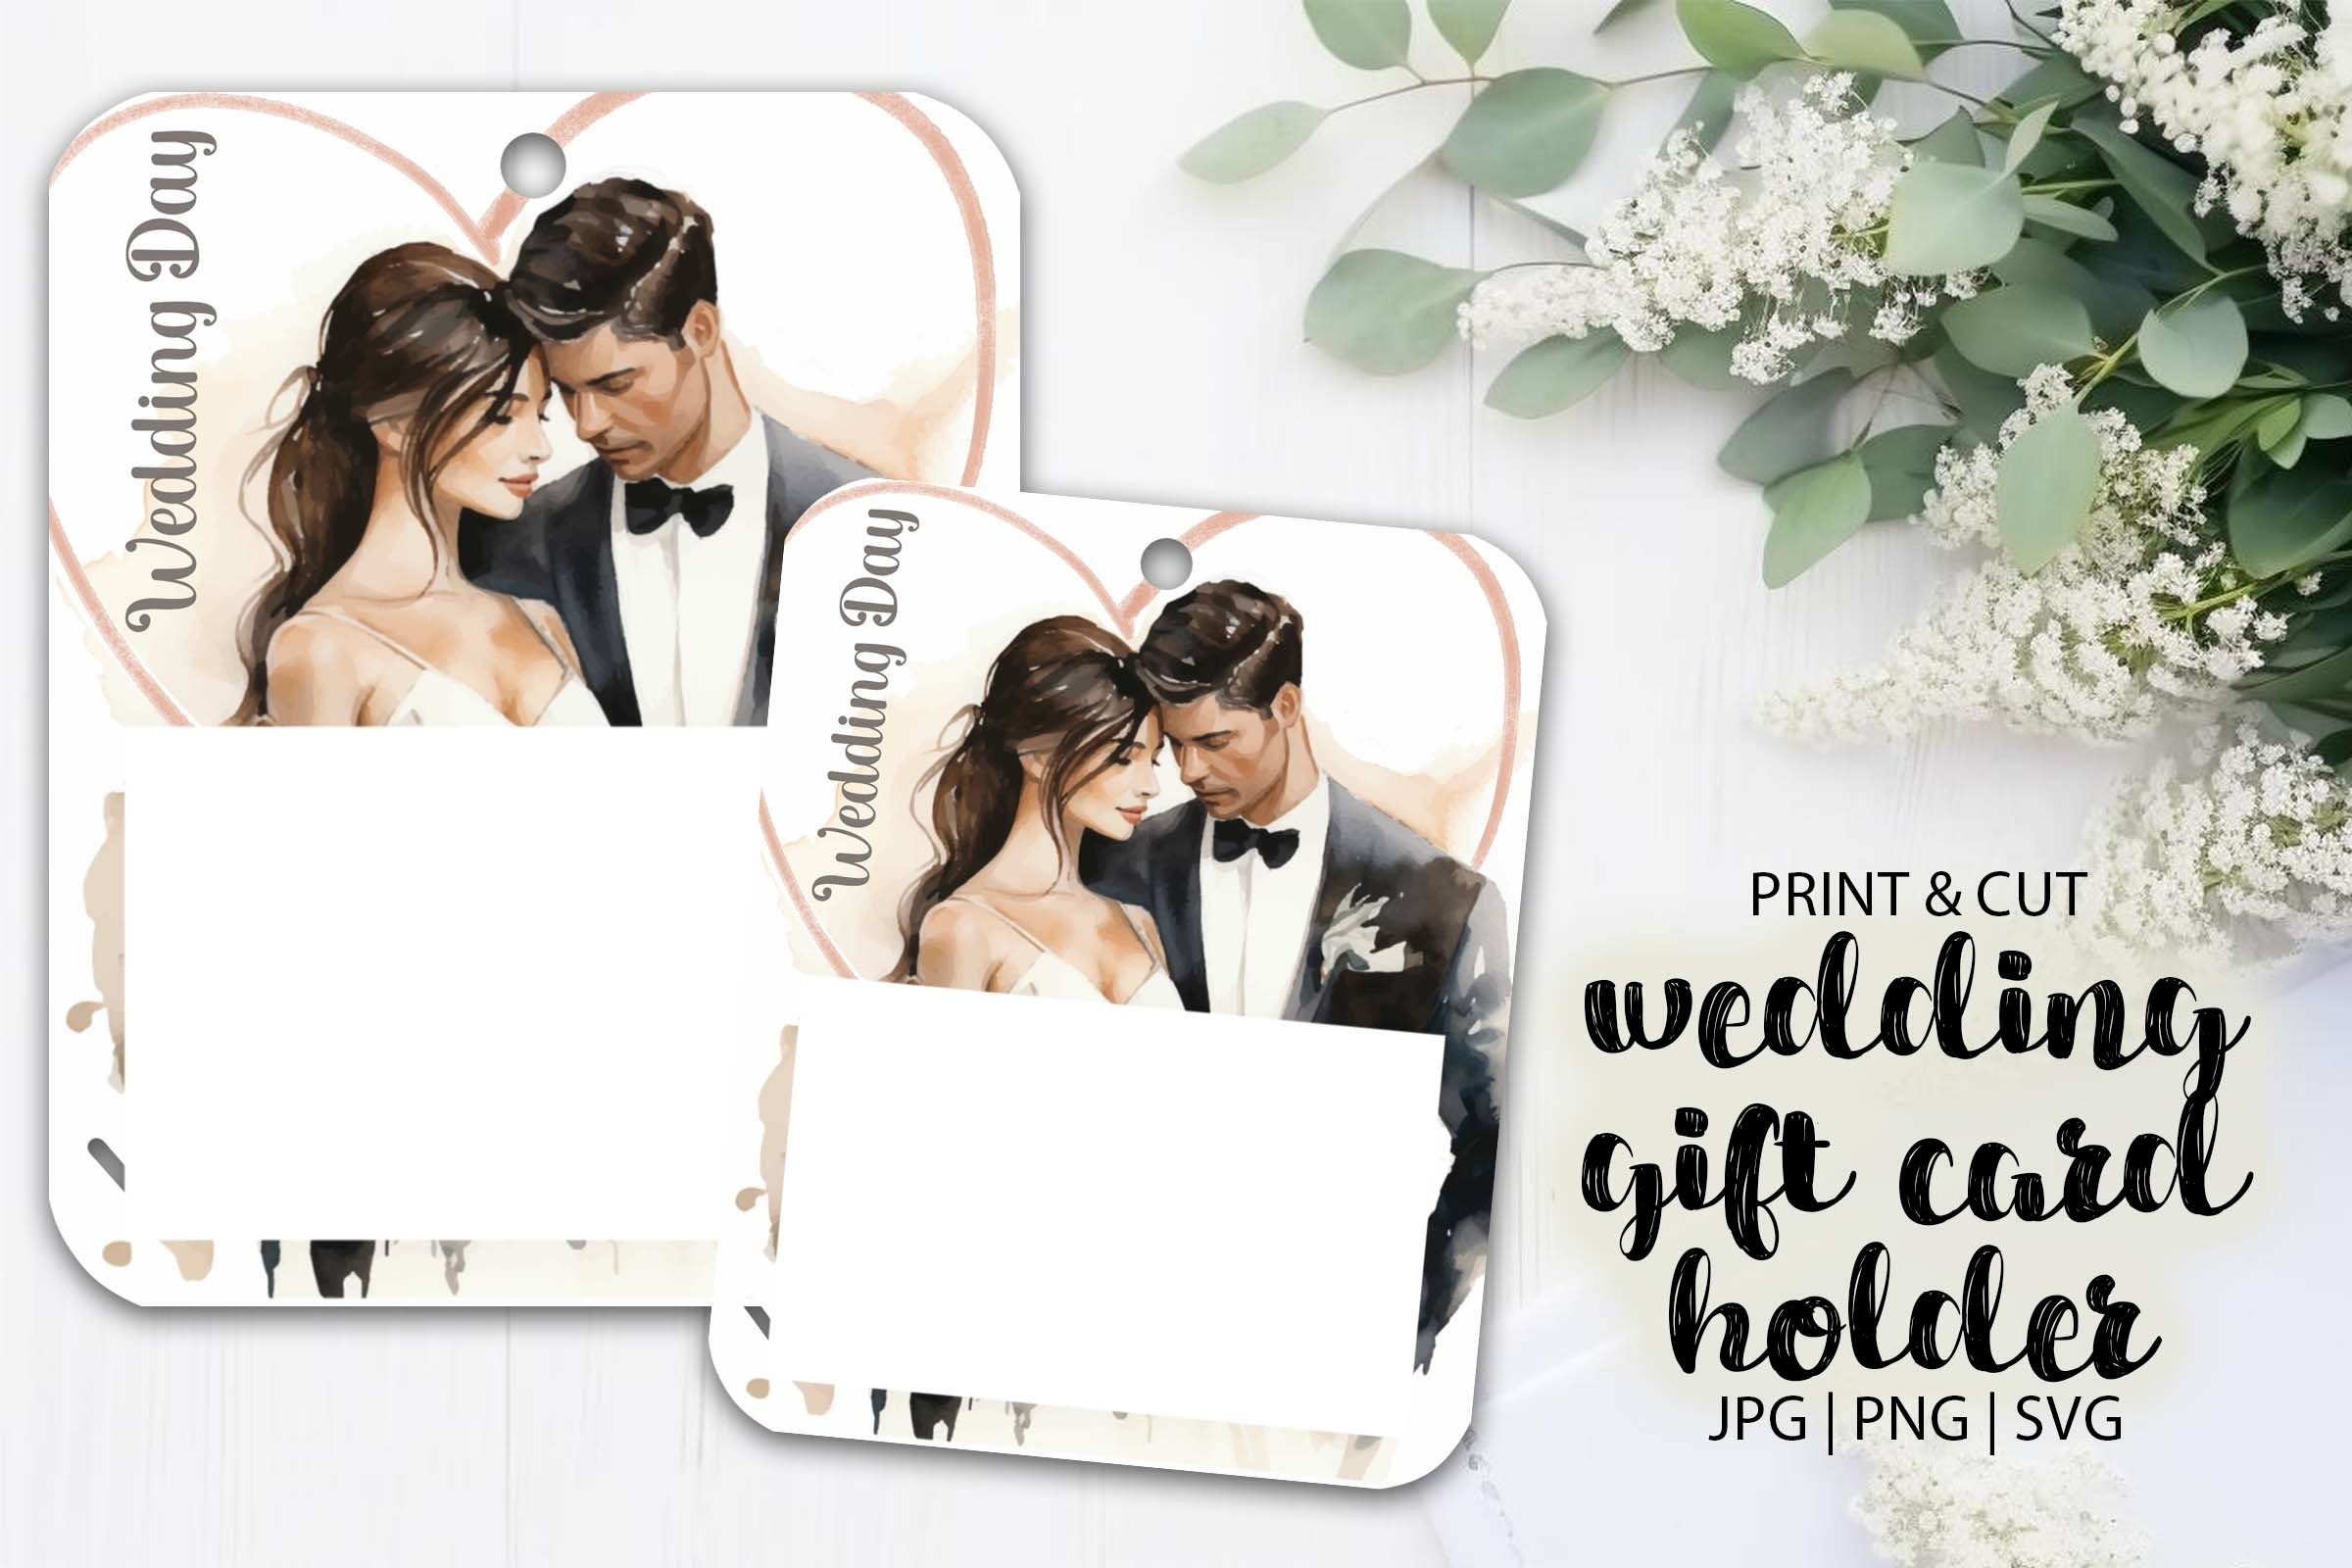 Wedding Day
Wedding Day
PRINT & CUT
wedding
gift card
holder
JPG | PNG | SVG